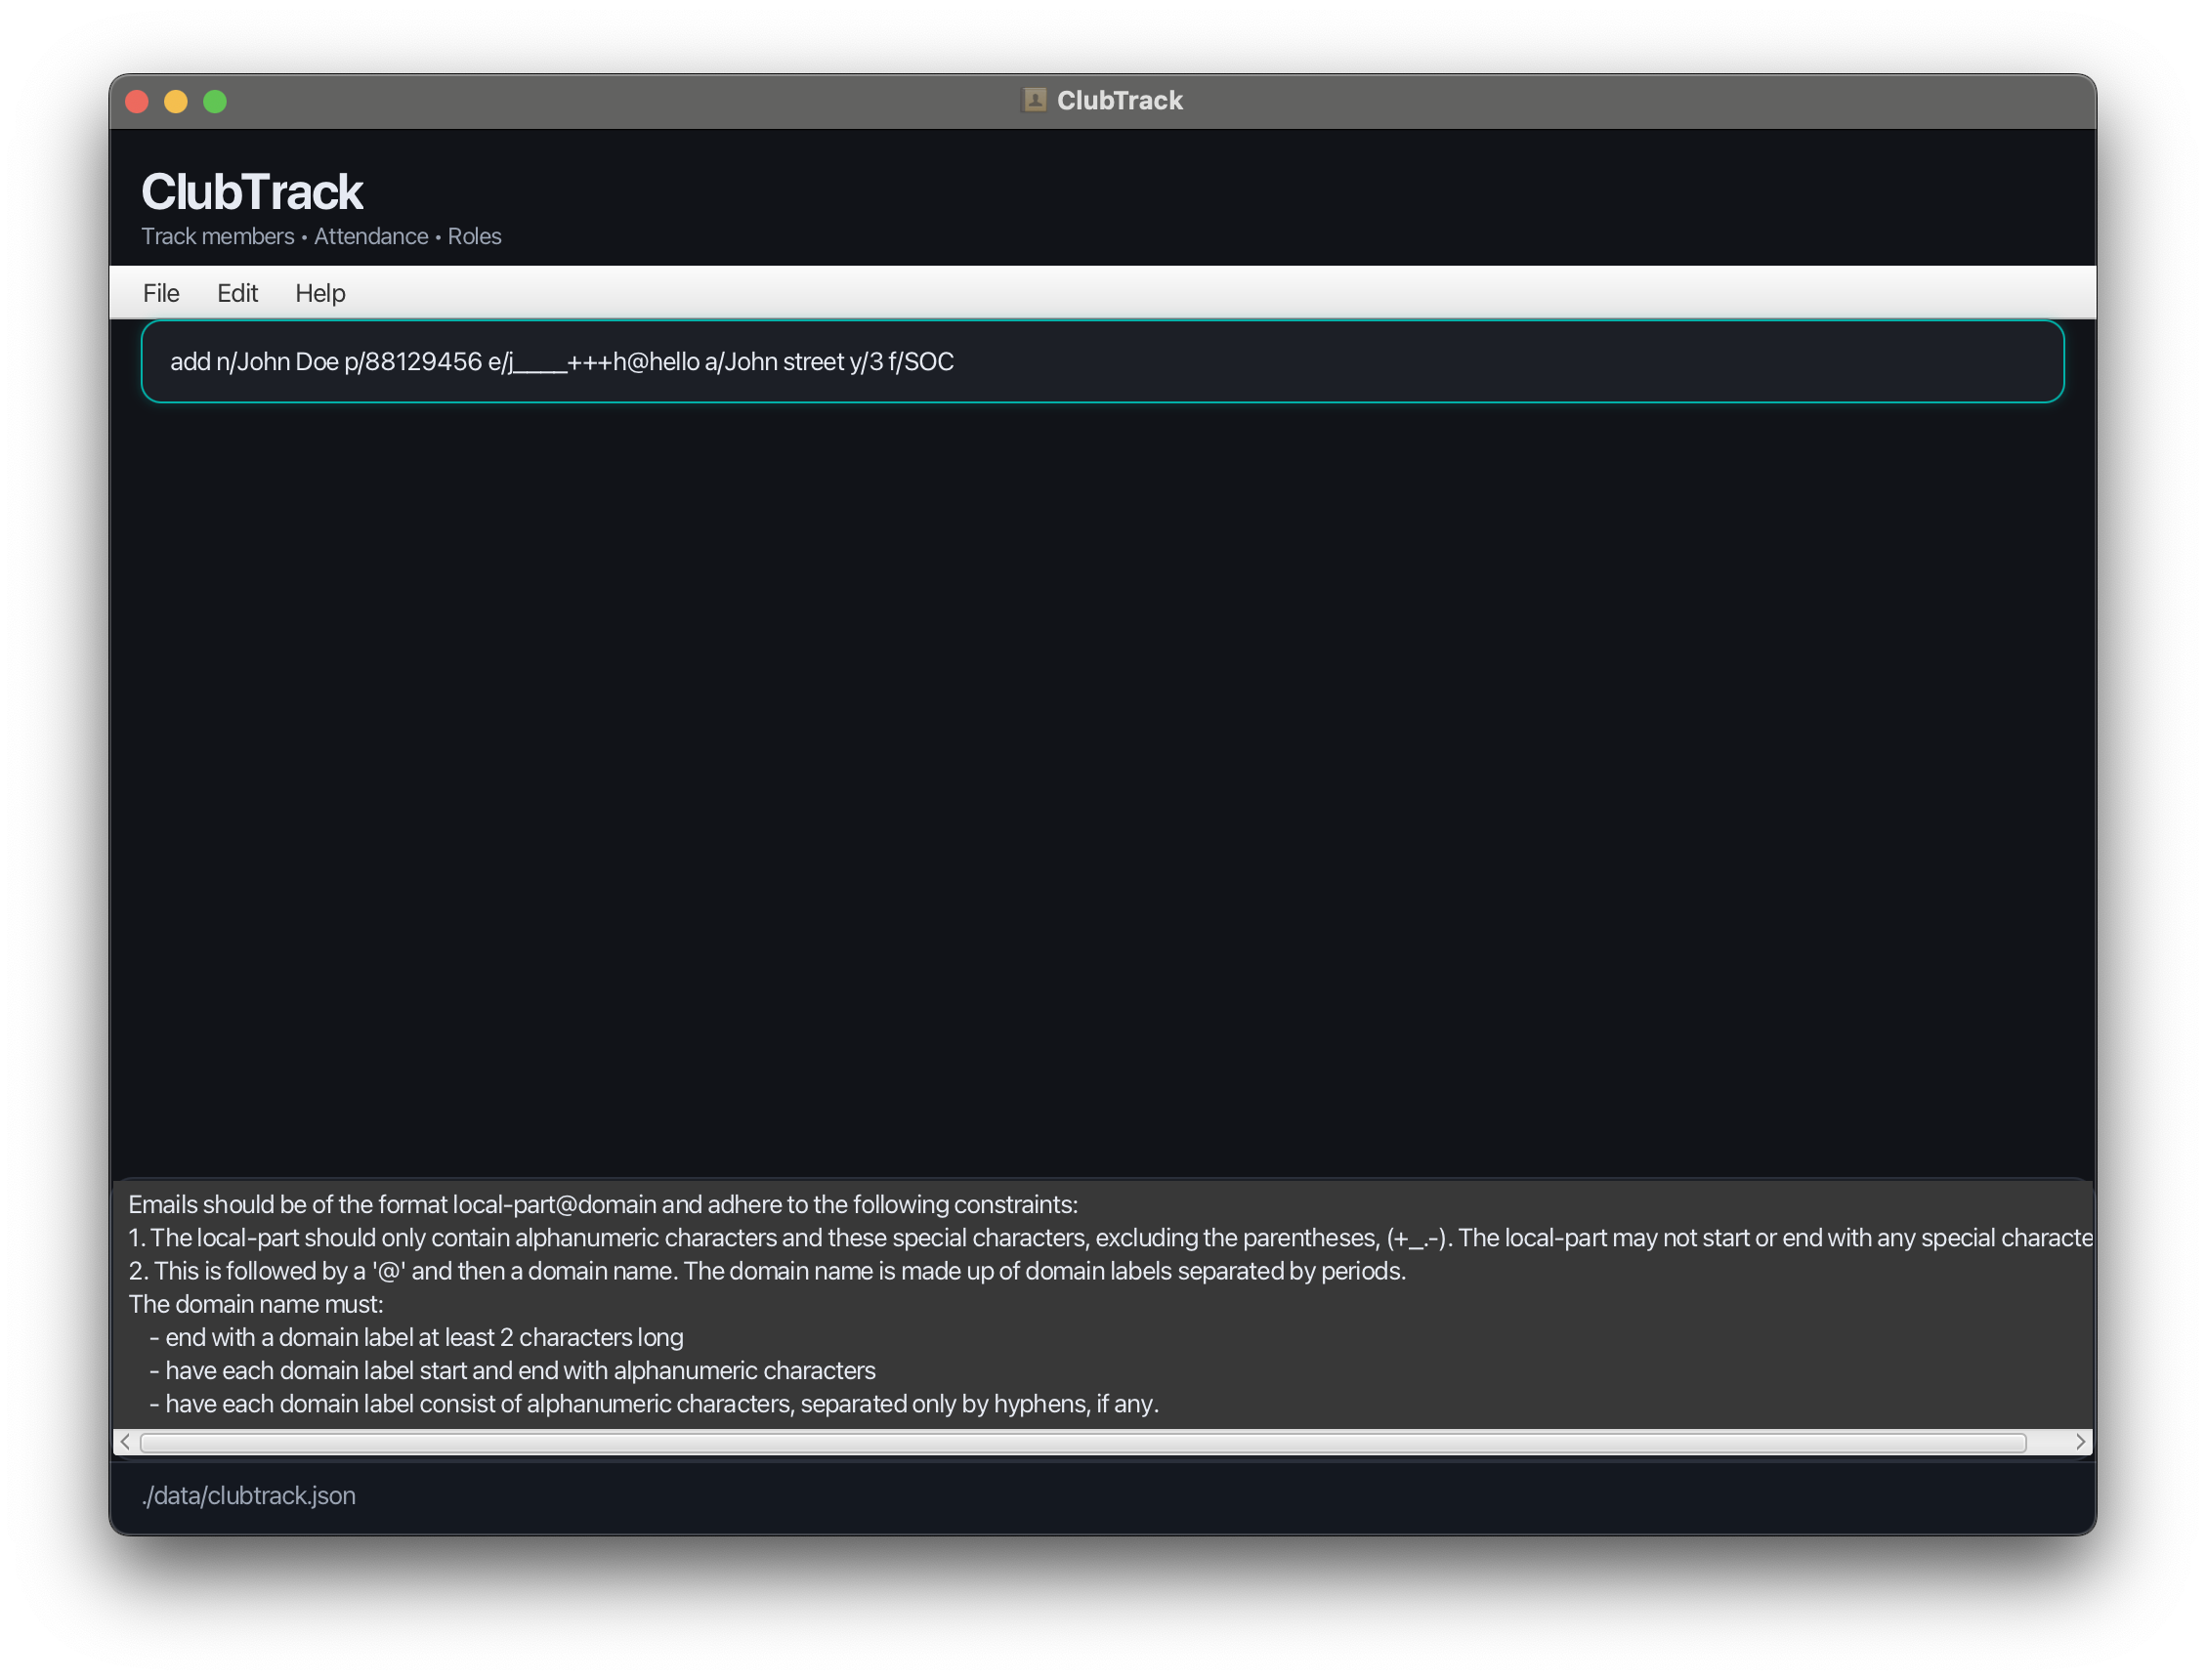 ClubTrack
ClubTrack
Track members • Attendance • Roles
File Edit Help
add n/John Doe p/88129456 e/j____+++h@hello a/John street y/3 f/SOC
Emails should be of the format local-part@domain and adhere to the following constraints:
1. The local-part should only contain alphanumeric characters and these special characters, excluding the parentheses, (+_.-). The local-part may not start or end with any special characte
2. This is followed by a '@' and then a domain name. The domain name is made up of domain labels separated by periods.
The domain name must:
- end with a domain label at least 2 characters long
- have each domain label start and end with alphanumeric characters
- have each domain label consist of alphanumeric characters, separated only by hyphens, if any.
./data/clubtrack.json